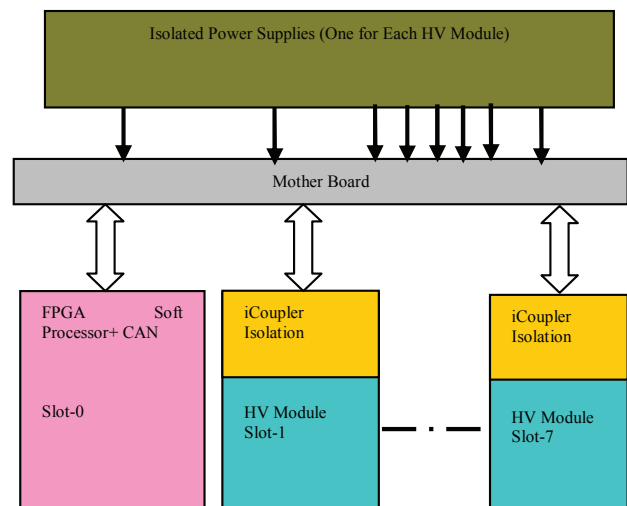 Isolated Power Supplies (One for Each HV Module)
Mother Board
FPGA Soft
Processor+ CAN
Slot-0
iCoupler
Isolation
HV Module
Slot-1
iCoupler
Isolation
HV Module
Slot-7